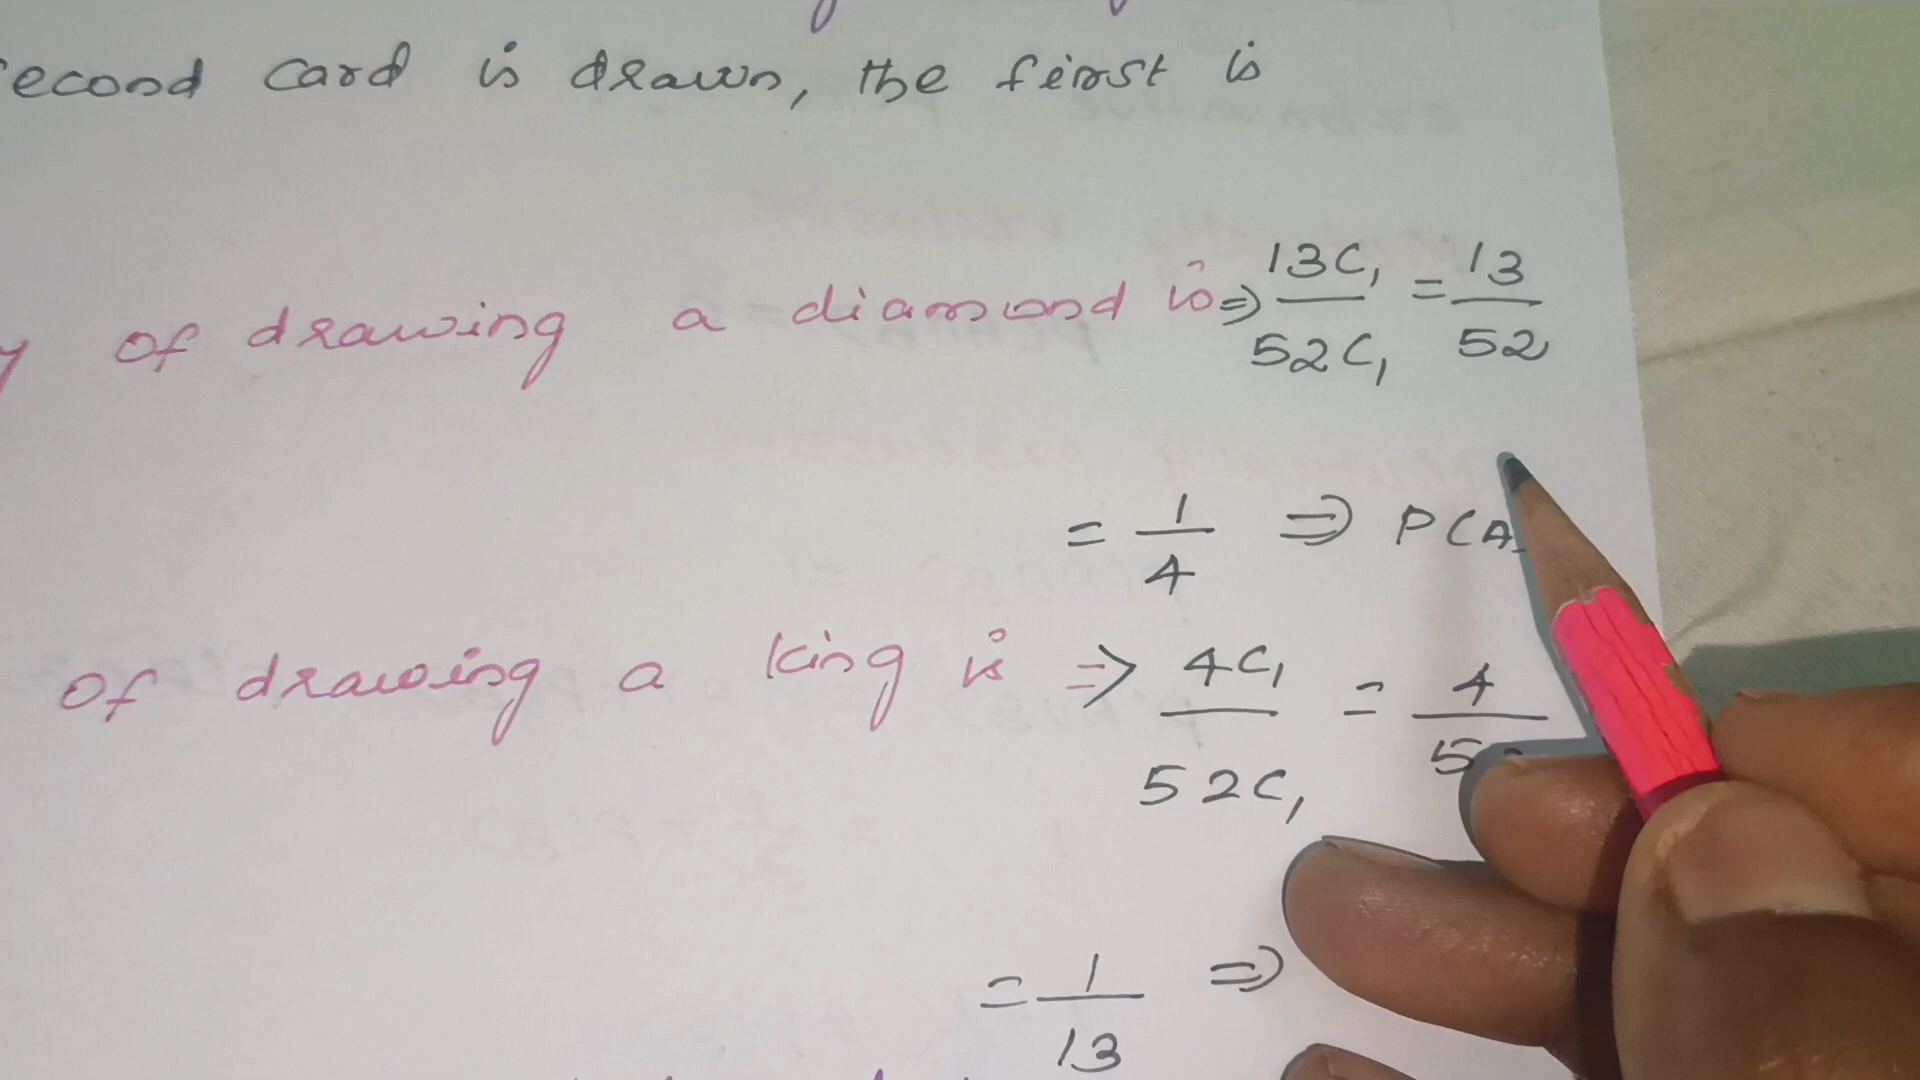 second card is drawn, the first is
y of drawing a diamond is ⇒ 13C₁/52C₁ = 13/52
= 1/4 ⇒ P(A
of drawing a king is ⇒ 4C₁/52C₁ = 4/5
= 1/13 ⇒